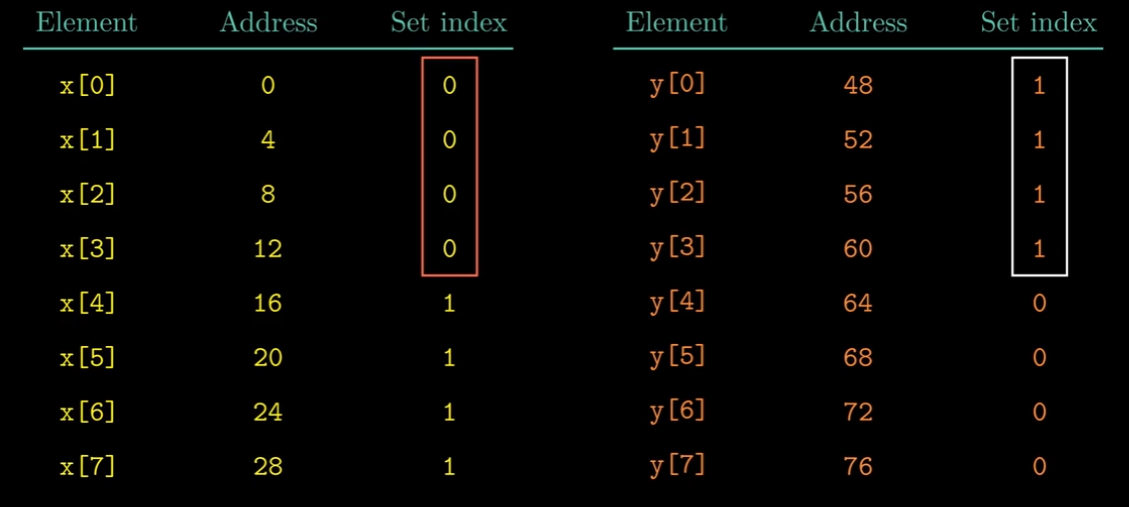 Element Address Set index Element Address Set index
x[0] 0 0 y[0] 48 1
x[1] 4 0 y[1] 52 1
x[2] 8 0 y[2] 56 1
x[3] 12 0 y[3] 60 1
x[4] 16 1 y[4] 64 0
x[5] 20 1 y[5] 68 0
x[6] 24 1 y[6] 72 0
x[7] 28 1 y[7] 76 0